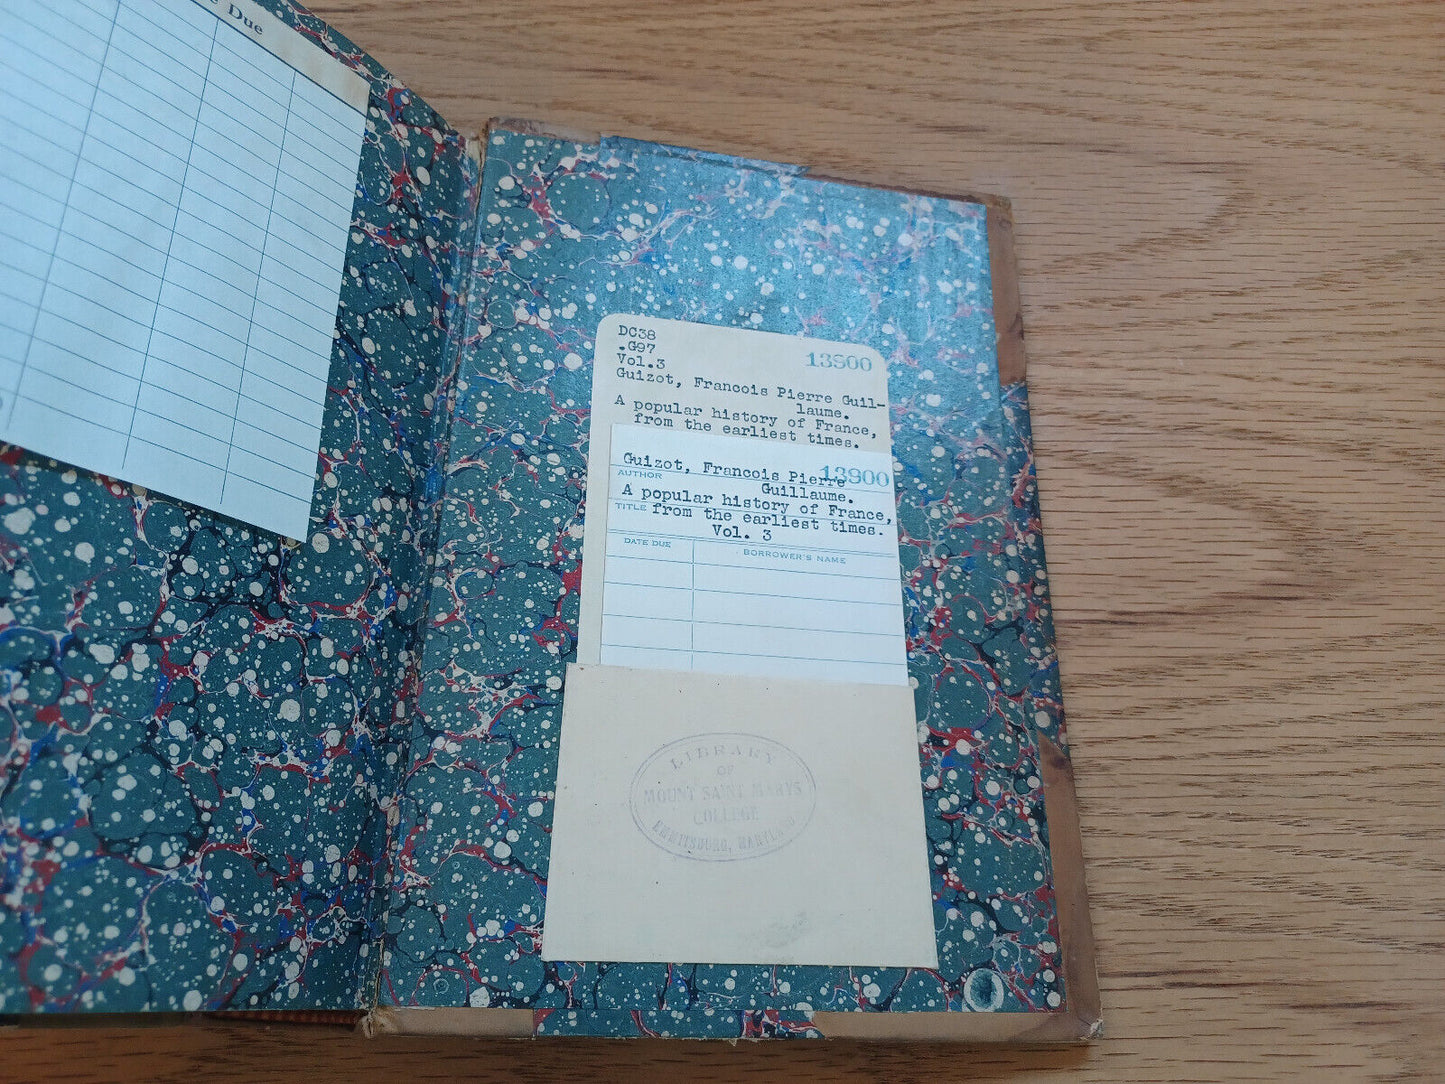 e Due
DC38
.G97
Vol.3
13800
Guizot, Francois Pierre Guil-
laume.
A popular history of France,
from the earliest times.
Guizot, Francois Pierre
13800
AUTHOR
Guillaume.
A popular history of France,
TITLE
from the earliest times.
Vol. 3
DATE DUE
BORROWER'S NAME
LIBRARY
OF
MOUNT SAINT MARYS
COLLEGE
EMMITSBURG, MARYLAND